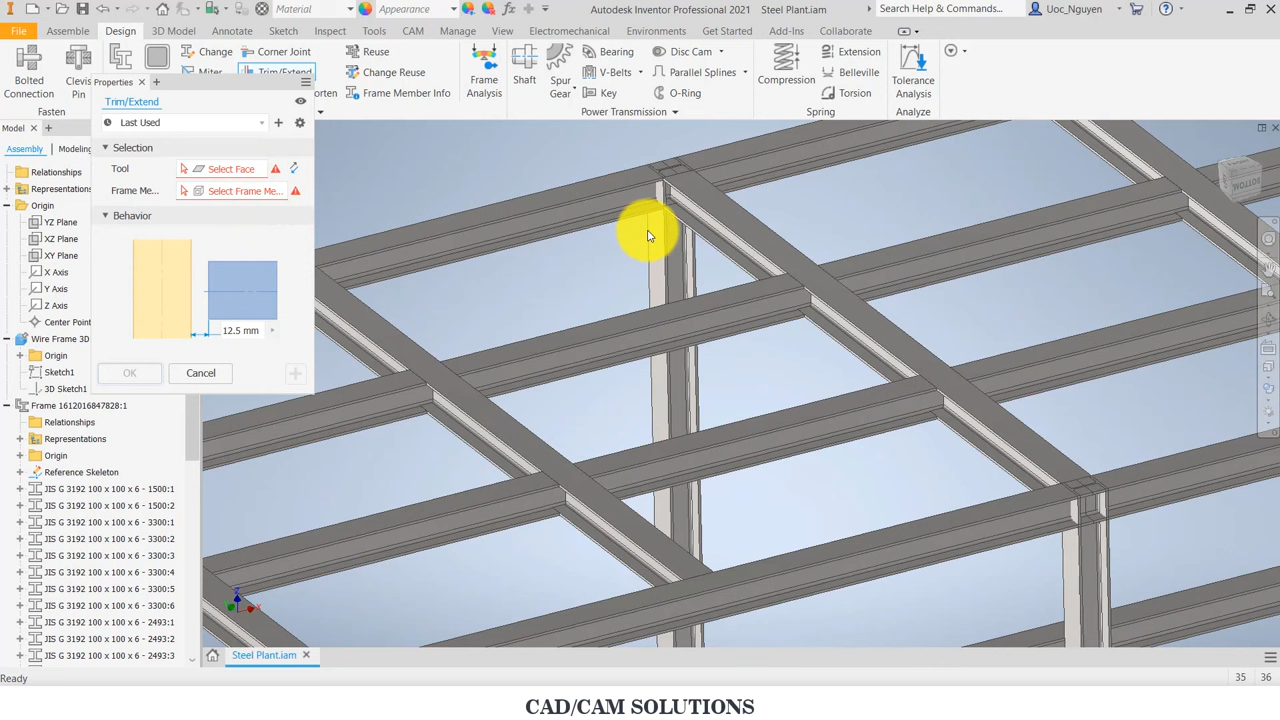 Material
Appearance
Autodesk Inventor Professional 2021 Steel Plant.iam
Search Help & Commands...
Uoc_Nguyen
File Assembly Design 3D Model Annotate Sketch Inspect Tools CAM Manage View Electromechanical Environments Get Started Add-Ins Collaborate
Bolted Connection
Clevis Pin
Fasten
Change
Miter
Corner Joint
Trim/Extend
Reuse
Change Reuse
Frame Member Info
Frame Analysis
Shaft
Spur Gear
Bearing
V-Belts
Key
Disc Cam
Parallel Splines
O-Ring
Power Transmission
Compression
Extension
Belleville
Torsion
Spring
Tolerance Analysis
Analyze
Properties
Trim/Extend
Last Used
Selection
Tool Select Face
Frame Me... Select Frame Me...
Behavior
12.5 mm
OK Cancel
Model
Assembly Modeling
Relationships
Representations
Origin
YZ Plane
XZ Plane
XY Plane
X Axis
Y Axis
Z Axis
Center Point
Wire Frame 3D
Origin
Sketch1
3D Sketch1
Frame 1612016847828:1
Relationships
Representations
Origin
Reference Skeleton
JIS G 3192 100 x 100 x 6 - 1500:1
JIS G 3192 100 x 100 x 6 - 1500:2
JIS G 3192 100 x 100 x 6 - 3300:1
JIS G 3192 100 x 100 x 6 - 3300:2
JIS G 3192 100 x 100 x 6 - 3300:3
JIS G 3192 100 x 100 x 6 - 3300:4
JIS G 3192 100 x 100 x 6 - 3300:5
JIS G 3192 100 x 100 x 6 - 3300:6
JIS G 3192 100 x 100 x 6 - 2493:1
JIS G 3192 100 x 100 x 6 - 2493:2
JIS G 3192 100 x 100 x 6 - 2493:3
BOTTOM
Z
X
Steel Plant.iam
Ready
35 36
CAD/CAM SOLUTIONS